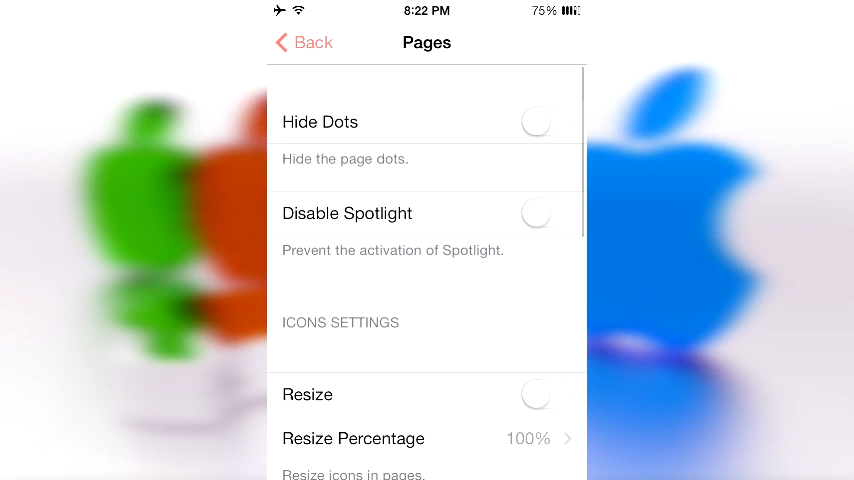 8:22 PM
75%
Back
Pages
Hide Dots
Hide the page dots.
Disable Spotlight
Prevent the activation of Spotlight.
ICONS SETTINGS
Resize
Resize Percentage 100%
Resize icons in pages.